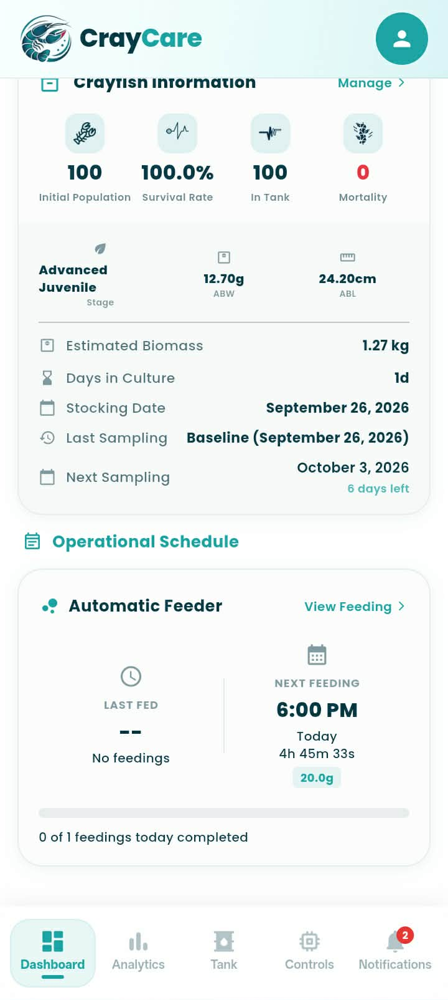 CrayCare
Crayfish Information
Manage
100
100.0%
100
0
Initial Population
Survival Rate
In Tank
Mortality
Advanced
Juvenile
Stage
12.70g
ABW
24.20cm
ABL
Estimated Biomass
1.27 kg
Days in Culture
1d
Stocking Date
September 26, 2026
Last Sampling
Baseline (September 26, 2026)
Next Sampling
October 3, 2026
6 days left
Operational Schedule
Automatic Feeder
View Feeding
LAST FED
--
No feedings
NEXT FEEDING
6:00 PM
Today
4h 45m 33s
20.0g
0 of 1 feedings today completed
Dashboard
Analytics
Tank
Controls
2
Notifications